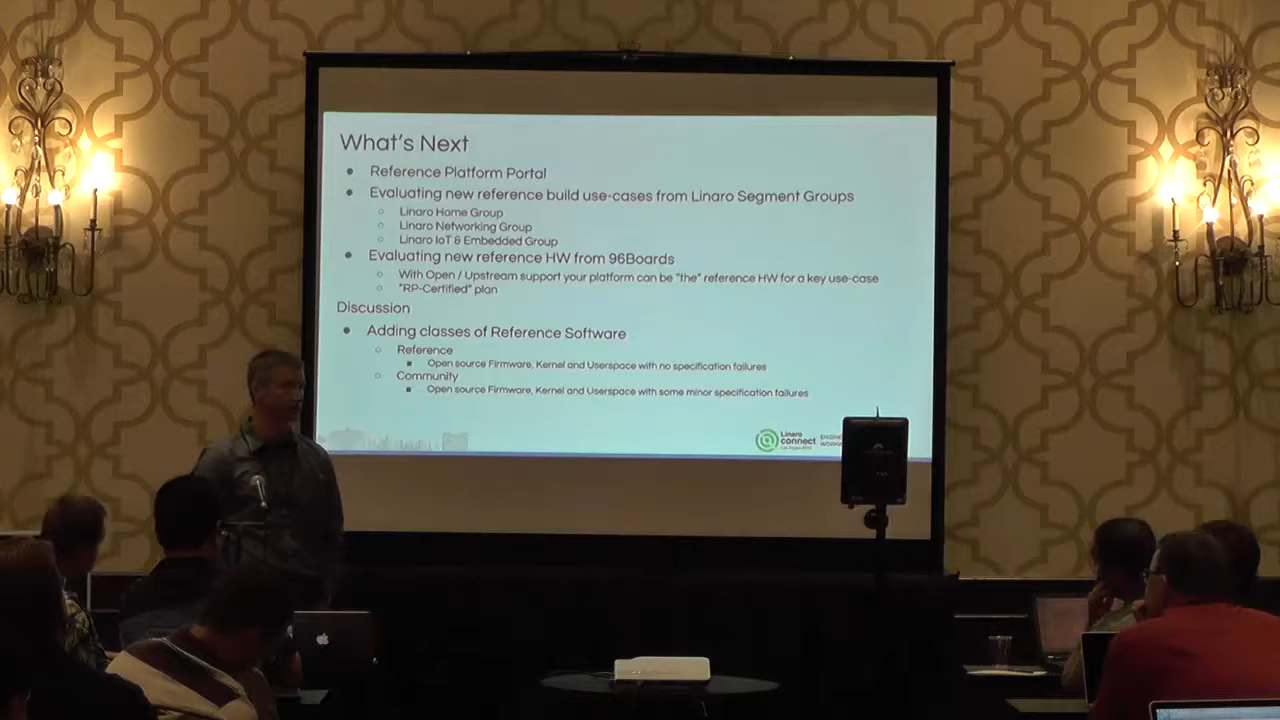 What's Next
● Reference Platform Portal
● Evaluating new reference build use-cases from Linaro Segment Groups
○ Linaro Home Group
○ Linaro Networking Group
○ Linaro IoT & Embedded Group
● Evaluating new reference HW from 96Boards
○ With Open / Upstream support your platform can be "the" reference HW for a key use-case
○ "RP-Certified" plan
Discussion
● Adding classes of Reference Software
○ Reference
■ Open source Firmware, Kernel and Userspace with no specification failures
○ Community
■ Open source Firmware, Kernel and Userspace with some minor specification failures
Linaro
connect